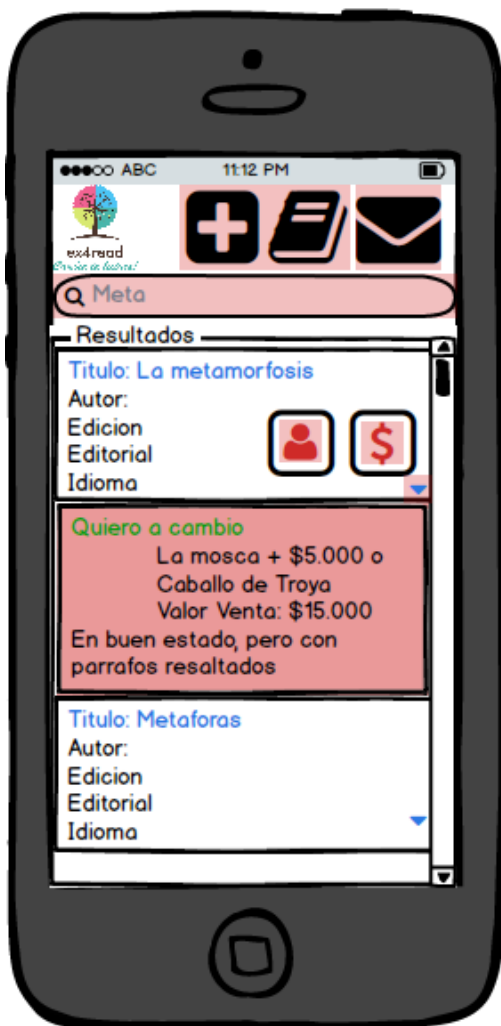 ABC 11:12 PM
ex4read
Meta
Resultados
Titulo: La metamorfosis
Autor:
Edicion
Editorial
Idioma
$
Quiero a cambio
La mosca + $5.000 o
Caballo de Troya
Valor Venta: $15.000
En buen estado, pero con
parrafos resaltados
Titulo: Metaforas
Autor:
Edicion
Editorial
Idioma